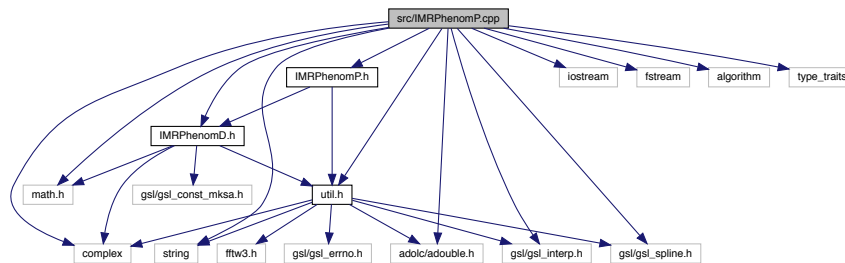 src/IMRPhenomP.cpp
IMRPhenomP.h
iostream
fstream
algorithm
type_traits
IMRPhenomD.h
math.h
gsl/gsl_const_mksa.h
util.h
complex
string
fftw3.h
gsl/gsl_errno.h
adolc/adouble.h
gsl/gsl_interp.h
gsl/gsl_spline.h